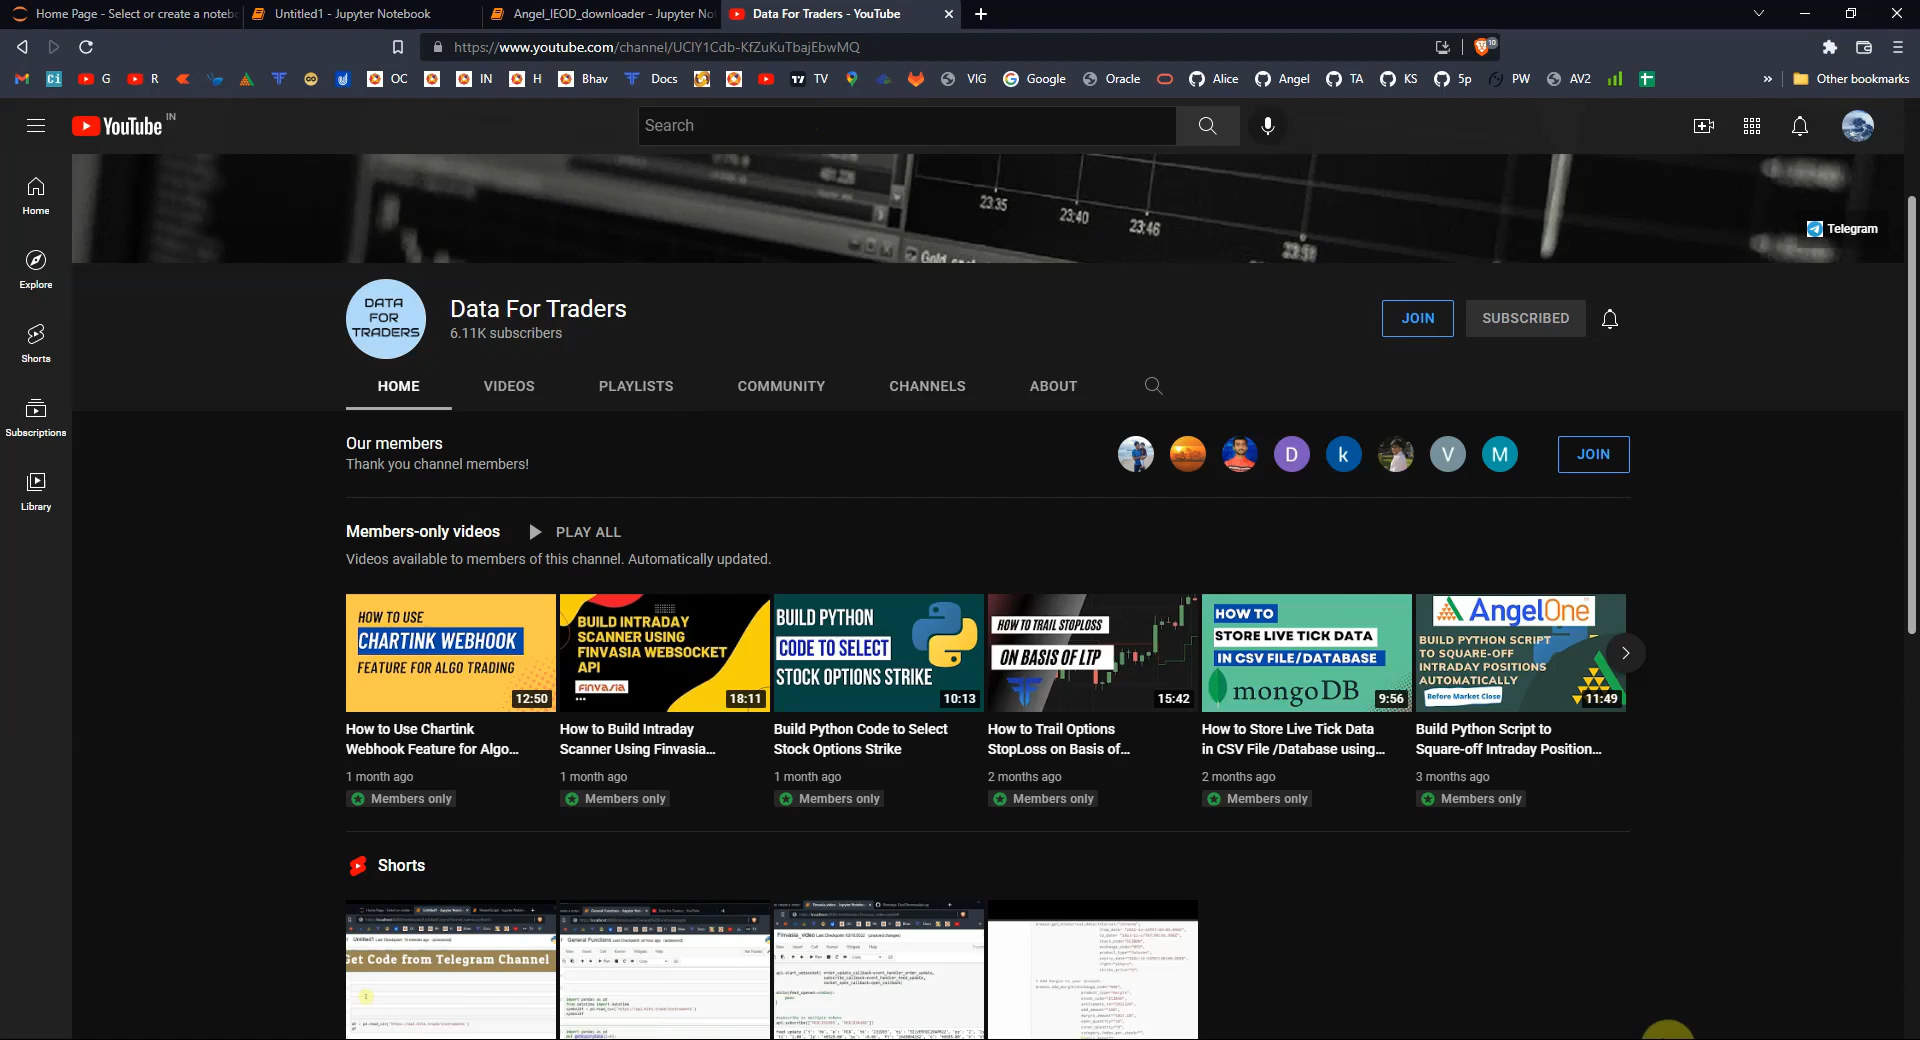 Home Page - Select or create a noteb
Untitled1 - Jupyter Notebook
Angel_IEOD_downloader - Jupyter No
Data For Traders - YouTube
https://www.youtube.com/channel/UClY1Cdb-KfZuKuTbajEbwMQ
10
Ci
G
R
OC
IN
H
Bhav
Docs
TV
VIG
Google
Oracle
Alice
Angel
TA
KS
5p
PW
AV2
Other bookmarks
YouTube IN
Search
Home
Explore
Shorts
Subscriptions
Library
23:35
23:40
23:46
Telegram
DATA
FOR
TRADERS
Data For Traders
6.11K subscribers
JOIN
SUBSCRIBED
HOME
VIDEOS
PLAYLISTS
COMMUNITY
CHANNELS
ABOUT
Our members
Thank you channel members!
D
k
V
M
JOIN
Members-only videos
PLAY ALL
Videos available to members of this channel. Automatically updated.
HOW TO USE
CHARTINK WEBHOOK
FEATURE FOR ALGO TRADING
12:50
BUILD INTRADAY
SCANNER USING
FINVASIA WEBSOCKET
API
FINVASIA
18:11
BUILD PYTHON
CODE TO SELECT
STOCK OPTIONS STRIKE
10:13
HOW TO TRAIL STOPLOSS
ON BASIS OF LTP
15:42
HOW TO
STORE LIVE TICK DATA
IN CSV FILE/DATABASE
mongoDB
9:56
AngelOne
BUILD PYTHON SCRIPT
TO SQUARE-OFF
INTRADAY POSITIONS
AUTOMATICALLY
Before Market Close
11:49
How to Use Chartink
Webhook Feature for Algo...
1 month ago
Members only
How to Build Intraday
Scanner Using Finvasia...
1 month ago
Members only
Build Python Code to Select
Stock Options Strike
1 month ago
Members only
How to Trail Options
StopLoss on Basis of...
2 months ago
Members only
How to Store Live Tick Data
in CSV File /Database using...
2 months ago
Members only
Build Python Script to
Square-off Intraday Position...
3 months ago
Members only
Shorts
Get Code from Telegram Channel